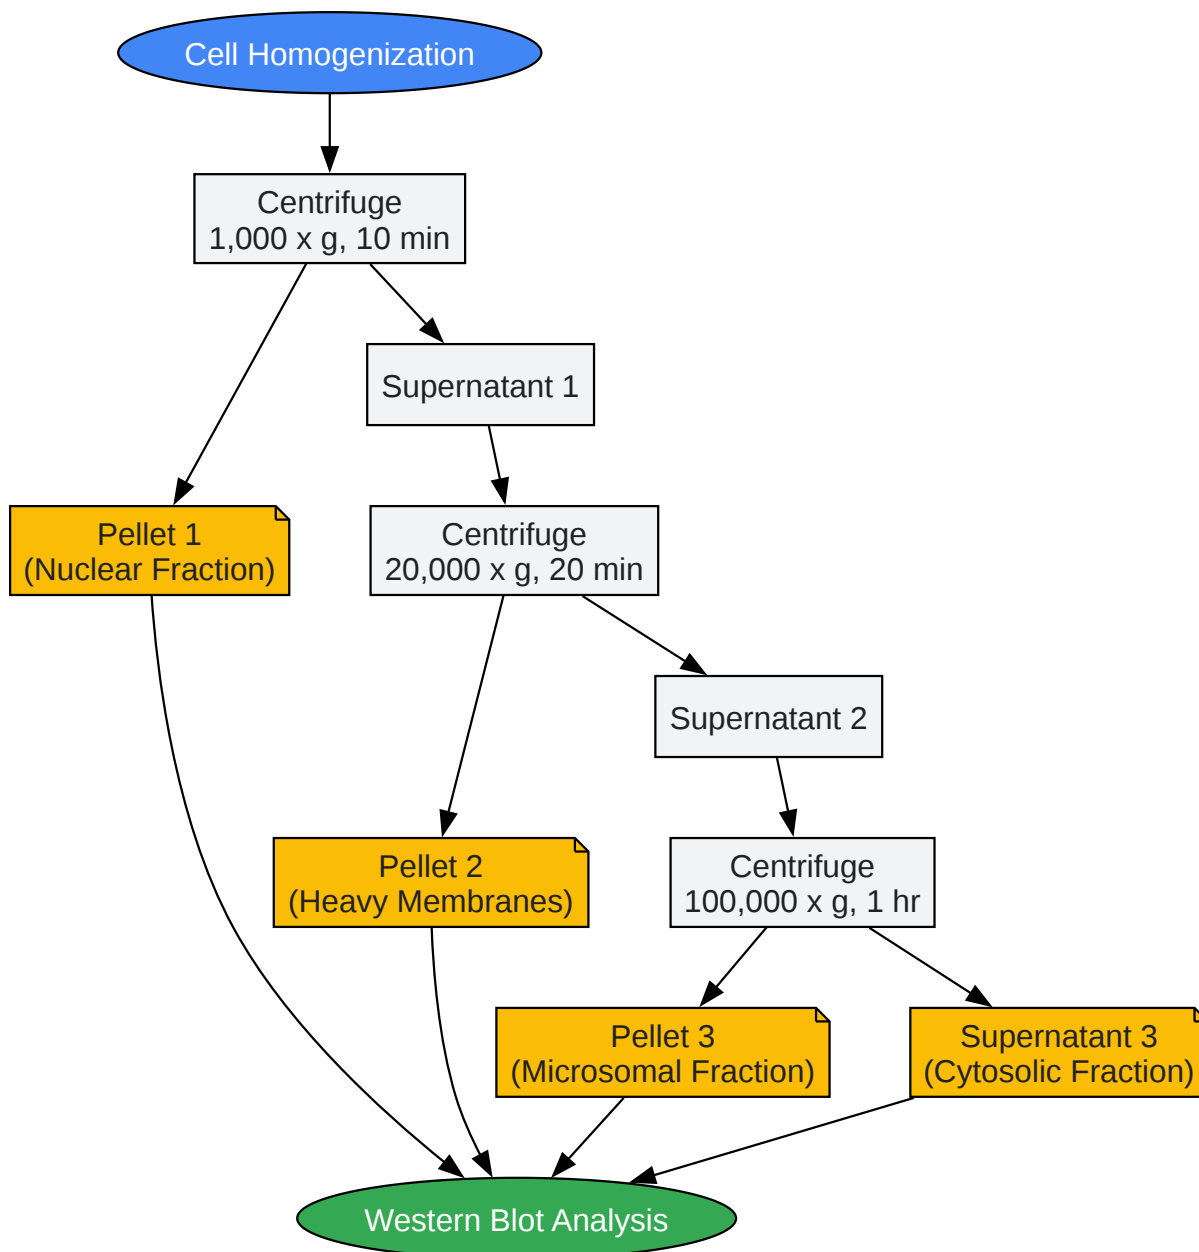 Cell Homogenization
Centrifuge
1,000 x g, 10 min
Supernatant 1
Pellet 1
(Nuclear Fraction)
Centrifuge
20,000 x g, 20 min
Supernatant 2
Pellet 2
(Heavy Membranes)
Centrifuge
100,000 x g, 1 hr
Pellet 3
(Microsomal Fraction)
Supernatant 3
(Cytosolic Fraction)
Western Blot Analysis